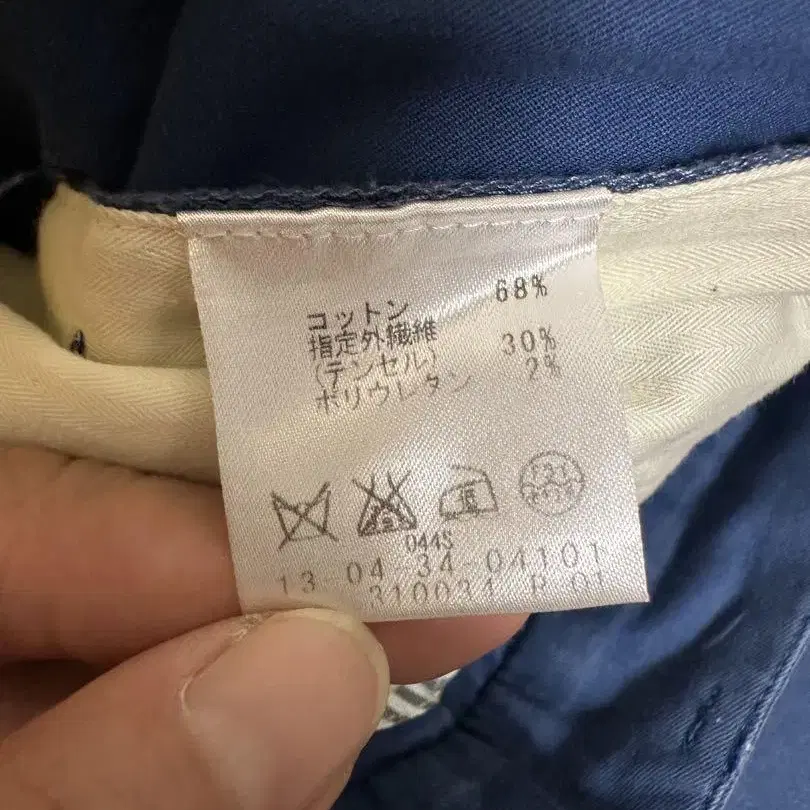 コットン 68%
指定外繊維
(テンセル) 30%
ポリウレタン 2%
044S
13-04-34-04101
310034 R 01